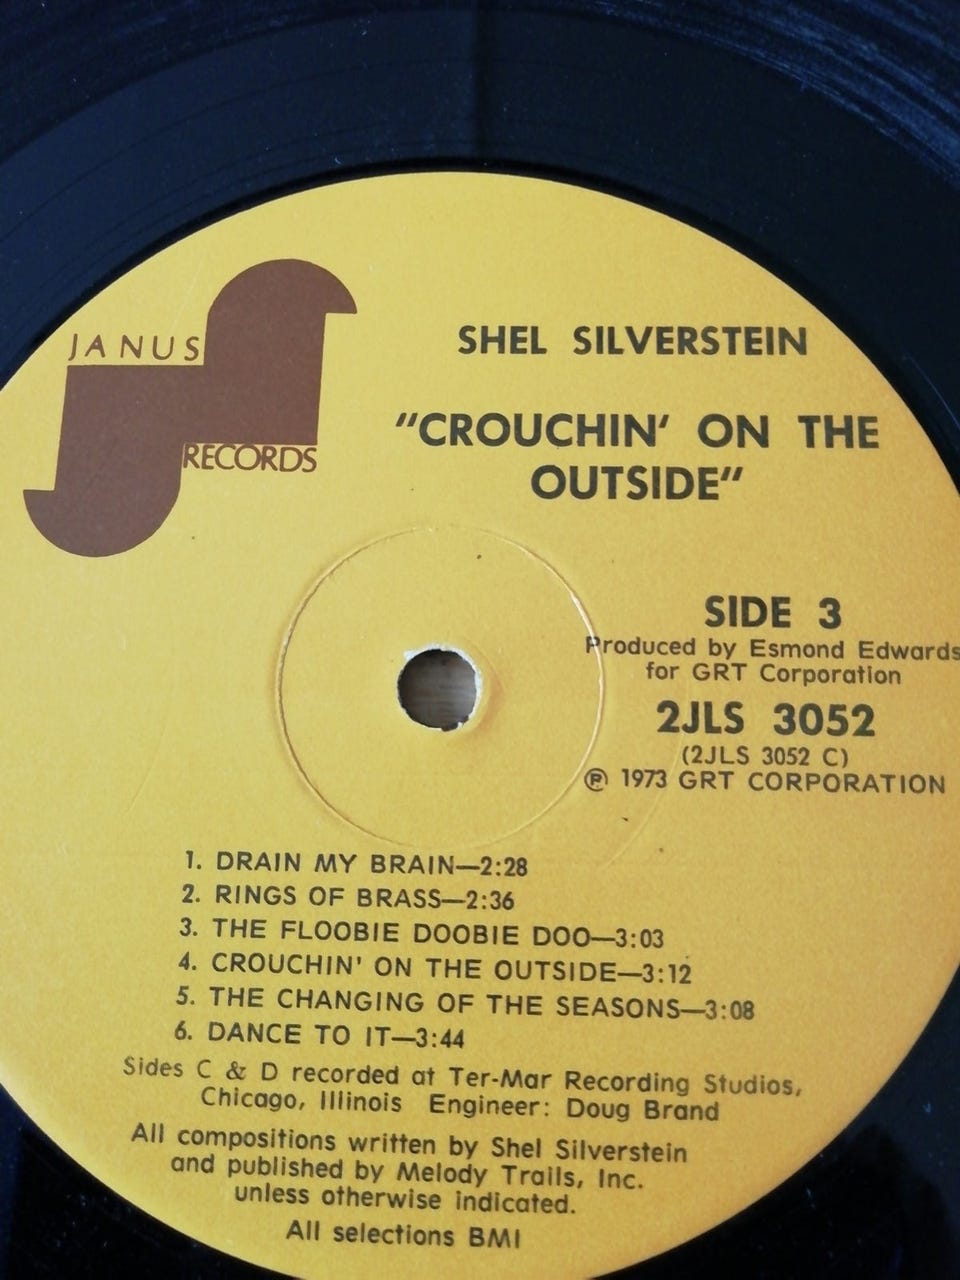 JANUS
RECORDS
SHEL SILVERSTEIN
"CROUCHIN' ON THE
OUTSIDE"
SIDE 3
Produced by Esmond Edwards
for GRT Corporation
2JLS 3052
(2JLS 3052 C)
℗ 1973 GRT CORPORATION
1. DRAIN MY BRAIN—2:28
2. RINGS OF BRASS—2:36
3. THE FLOOBIE DOOBIE DOO—3:03
4. CROUCHIN' ON THE OUTSIDE—3:12
5. THE CHANGING OF THE SEASONS—3:08
6. DANCE TO IT—3:44
Sides C & D recorded at Ter-Mar Recording Studios,
Chicago, Illinois Engineer: Doug Brand
All compositions written by Shel Silverstein
and published by Melody Trails, Inc.
unless otherwise indicated.
All selections BMI